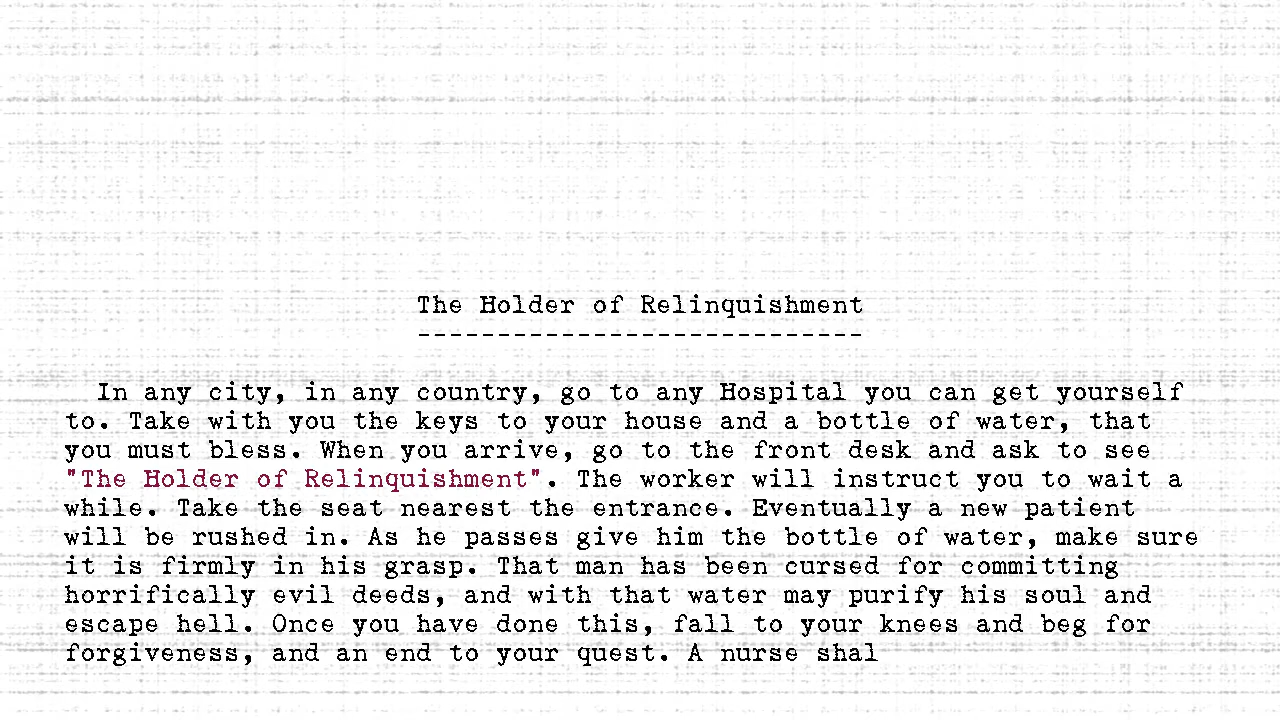 The Holder of Relinquishment
----------------------------
In any city, in any country, go to any Hospital you can get yourself
to. Take with you the keys to your house and a bottle of water, that
you must bless. When you arrive, go to the front desk and ask to see
"The Holder of Relinquishment". The worker will instruct you to wait a
while. Take the seat nearest the entrance. Eventually a new patient
will be rushed in. As he passes give him the bottle of water, make sure
it is firmly in his grasp. That man has been cursed for committing
horrifically evil deeds, and with that water may purify his soul and
escape hell. Once you have done this, fall to your knees and beg for
forgiveness, and an end to your quest. A nurse shal